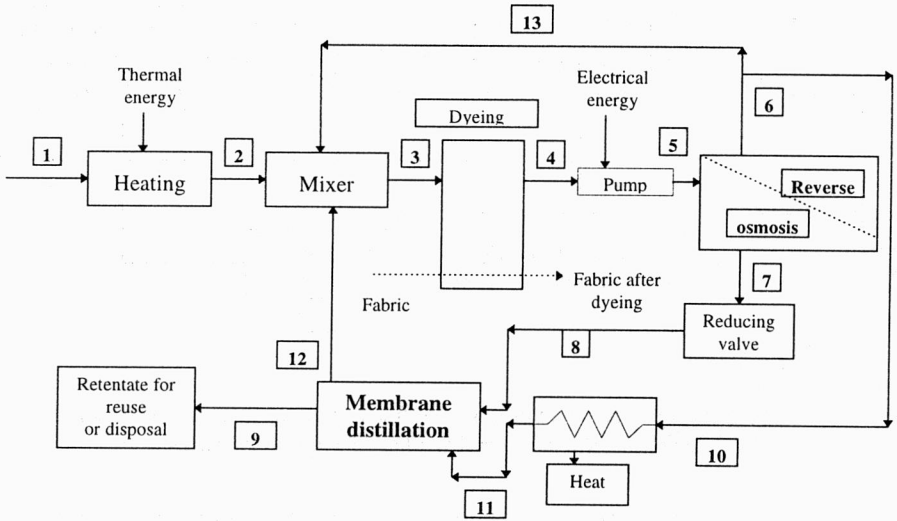 13
Thermal
energy
Electrical
energy
6
Dyeing
1
2
3
4
5
Heating
Mixer
Pump
Reverse
osmosis
7
Fabric
Fabric after
dyeing
Reducing
valve
8
12
Retentate for
reuse
or disposal
Membrane
distillation
9
10
Heat
11